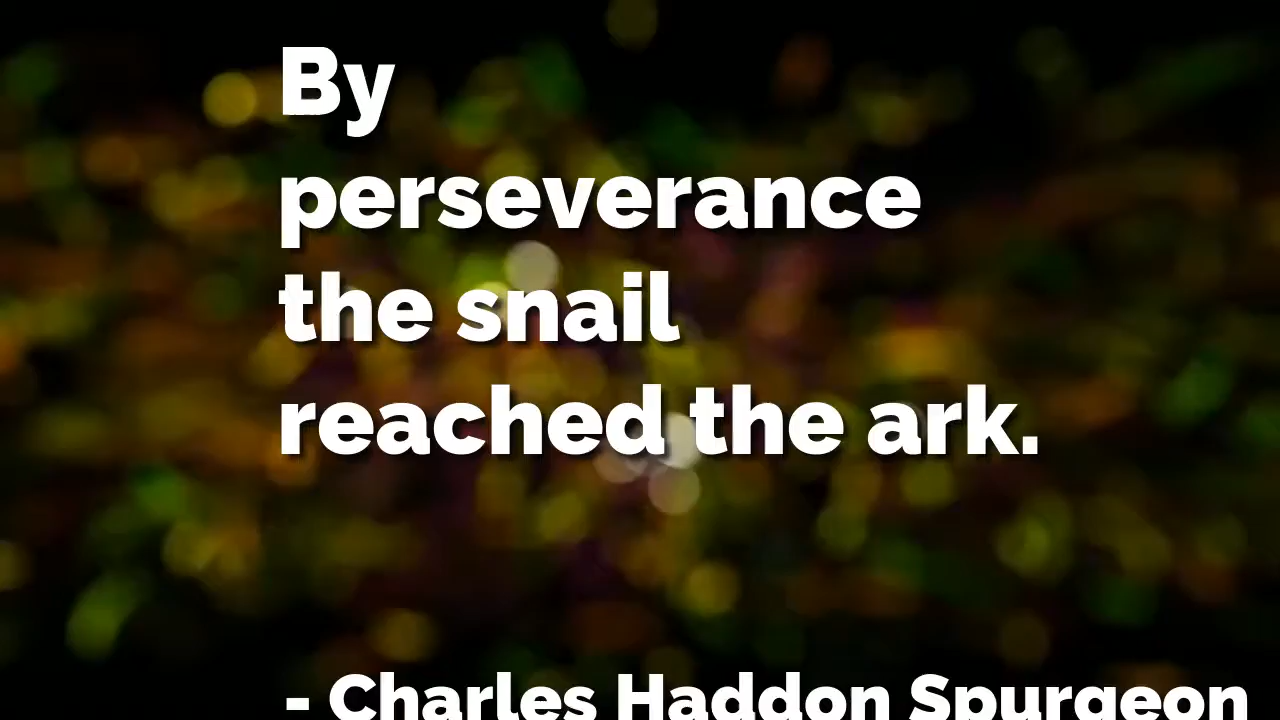 By
perseverance
the snail
reached the ark.
- Charles Haddon Spurgeon